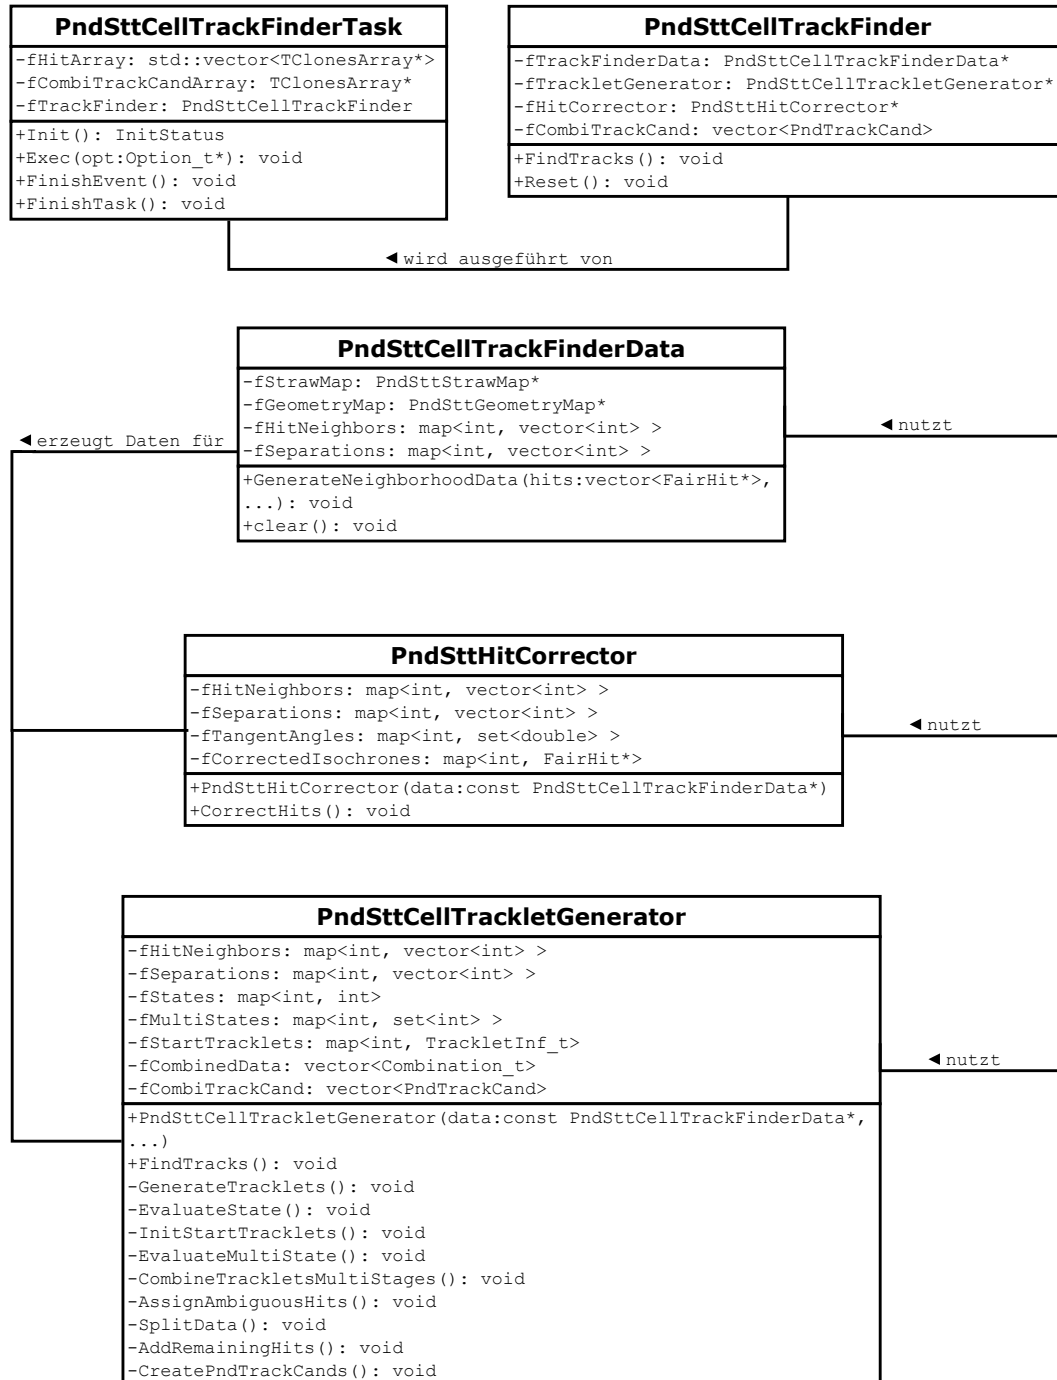 PndSttCellTrackFinderTask
-fHitArray: std::vector<TClonesArray*>
-fCombiTrackCandArray: TClonesArray*
-fTrackFinder: PndSttCellTrackFinder
+Init(): InitStatus
+Exec(opt:Option_t*): void
+FinishEvent(): void
+FinishTask(): void
PndSttCellTrackFinder
-fTrackFinderData: PndSttCellTrackFinderData*
-fTrackletGenerator: PndSttCellTrackletGenerator*
-fHitCorrector: PndSttHitCorrector*
-fCombiTrackCand: vector<PndTrackCand>
+FindTracks(): void
+Reset(): void
◄ wird ausgeführt von
PndSttCellTrackFinderData
-fStrawMap: PndSttStrawMap*
-fGeometryMap: PndSttGeometryMap*
-fHitNeighbors: map<int, vector<int> >
-fSeparations: map<int, vector<int> >
+GenerateNeighborhoodData(hits:vector<FairHit*>,
...): void
+clear(): void
◄ nutzt
◄ erzeugt Daten für
PndSttHitCorrector
-fHitNeighbors: map<int, vector<int> >
-fSeparations: map<int, vector<int> >
-fTangentAngles: map<int, set<double> >
-fCorrectedIsochrones: map<int, FairHit*>
+PndSttHitCorrector(data:const PndSttCellTrackFinderData*)
+CorrectHits(): void
◄ nutzt
PndSttCellTrackletGenerator
-fHitNeighbors: map<int, vector<int> >
-fSeparations: map<int, vector<int> >
-fStates: map<int, int>
-fMultiStates: map<int, set<int> >
-fStartTracklets: map<int, TrackletInf_t>
-fCombinedData: vector<Combination_t>
-fCombiTrackCand: vector<PndTrackCand>
+PndSttCellTrackletGenerator(data:const PndSttCellTrackFinderData*,
...)
+FindTracks(): void
-GenerateTracklets(): void
-EvaluateState(): void
-InitStartTracklets(): void
-EvaluateMultiState(): void
-CombineTrackletsMultiStages(): void
-AssignAmbiguousHits(): void
-SplitData(): void
-AddRemainingHits(): void
-CreatePndTrackCands(): void
◄ nutzt